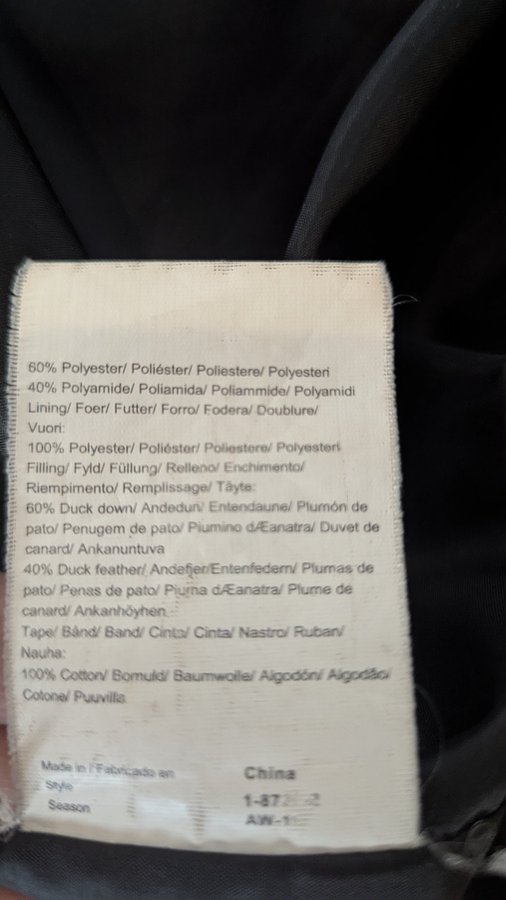 60% Polyester/ Poliéster/ Poliestere/ Polyesteri
40% Polyamide/ Poliamida/ Poliammide/ Polyamidi
Lining/ Foer/ Futter/ Forro/ Fodera/ Doublure/
Vuori:
100% Polyester/ Poliéster/ Poliestere/ Polyesteri
Filling/ Fyld/ Füllung/ Relleno/ Enchimento/
Riempimento/ Remplissage/ Täyte:
60% Duck down/ Andedun/ Entendaune/ Plumón de
pato/ Penugem de pato/ Piumino dÆanatra/ Duvet de
canard/ Ankanuntuva
40% Duck feather/ Andefjer/Entenfedern/ Plumas de
pato/ Penas de pato/ Piuma dÆanatra/ Plume de
canard/ Ankanhöyhen
Tape/ Bånd/ Band/ Cinta/ Cinta/ Nastro/ Ruban/
Nauha:
100% Cotton/ Bomuld/ Baumwolle/ Algodón/ Algodão/
Cotone/ Puuvilla
Made in / Fabricado en China
Style
Season